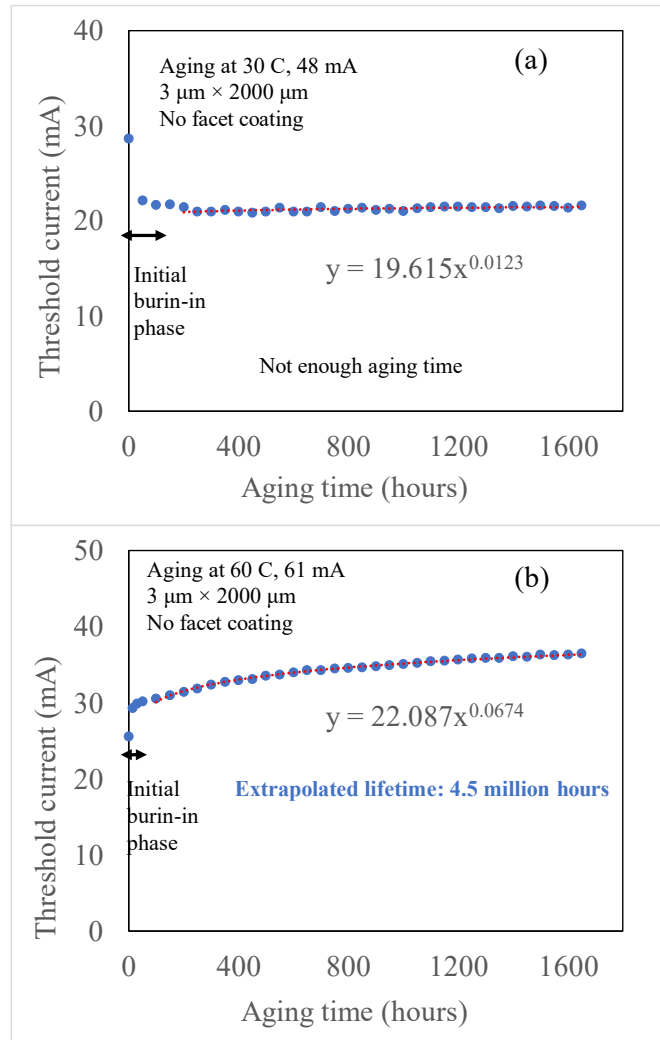 40
30
20
10
0
Threshold current (mA)
Aging at 30 C, 48 mA
3 μm × 2000 μm
No facet coating
(a)
y = 19.615x^0.0123
Initial
burin-in
phase
Not enough aging time
0 400 800 1200 1600
Aging time (hours)
50
40
30
20
10
0
Threshold current (mA)
Aging at 60 C, 61 mA
3 μm × 2000 μm
No facet coating
(b)
y = 22.087x^0.0674
Initial
burin-in
phase
Extrapolated lifetime: 4.5 million hours
0 400 800 1200 1600
Aging time (hours)